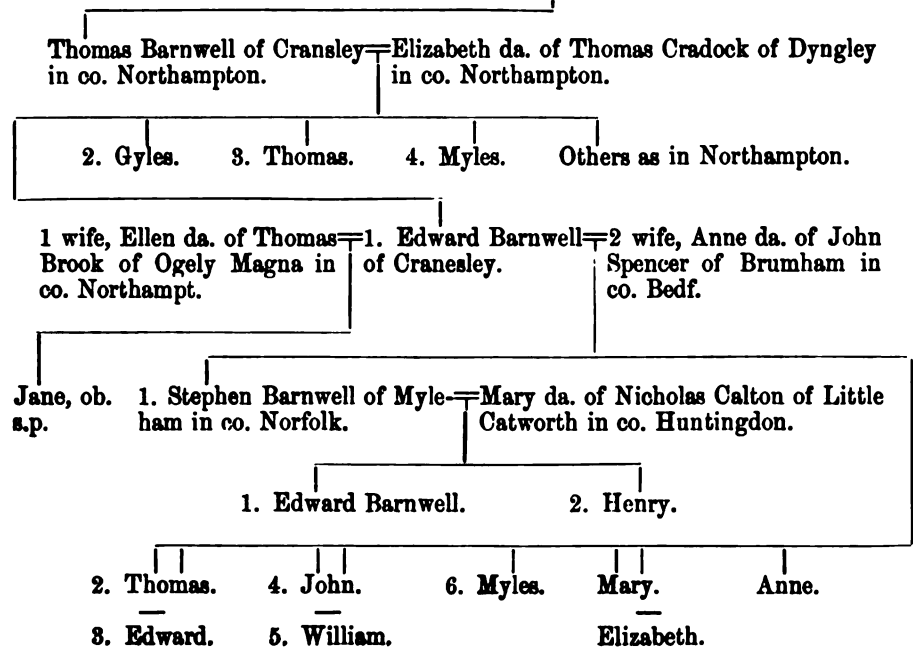 Thomas Barnwell of Cransley=Elizabeth da. of Thomas Cradock of Dyngley
in co. Northampton. in co. Northampton.
2. Gyles. 3. Thomas. 4. Myles. Others as in Northampton.
1 wife, Ellen da. of Thomas=1. Edward Barnwell=2 wife, Anne da. of John
Brook of Ogely Magna in of Cranesley. Spencer of Brumham in
co. Northampt. co. Bedf.
Jane, ob. 1. Stephen Barnwell of Myle-=Mary da. of Nicholas Calton of Little
s.p. ham in co. Norfolk. Catworth in co. Huntingdon.
1. Edward Barnwell. 2. Henry.
2. Thomas. 4. John. 6. Myles. Mary. Anne.
3. Edward. 5. William. Elizabeth.